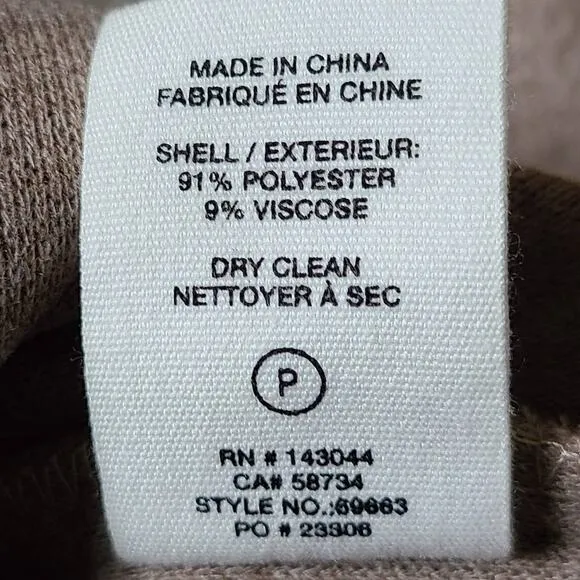 MADE IN CHINA
FABRIQUÉ EN CHINE
SHELL / EXTERIEUR:
91% POLYESTER
9% VISCOSE
DRY CLEAN
NETTOYER À SEC
P
RN # 143044
CA# 58734
STYLE NO.:69663
PO # 23306